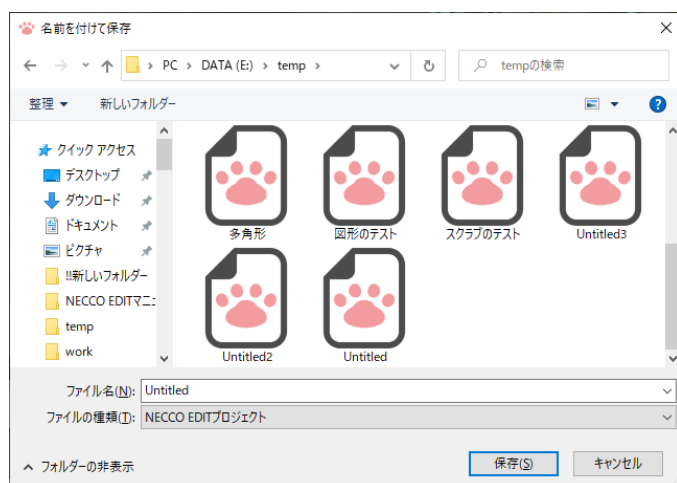 名前を付けて保存
PC > DATA (E:) > temp >
tempの検索
整理 新しいフォルダー
クイック アクセス
デスクトップ
ダウンロード
ドキュメント
ピクチャ
!!新しいフォルダー
NECCO EDITマニュ
temp
work
多角形 図形のテスト スクラブのテスト Untitled3
Untitled2 Untitled
ファイル名(N): Untitled
ファイルの種類(T): NECCO EDITプロジェクト
フォルダーの非表示
保存(S) キャンセル